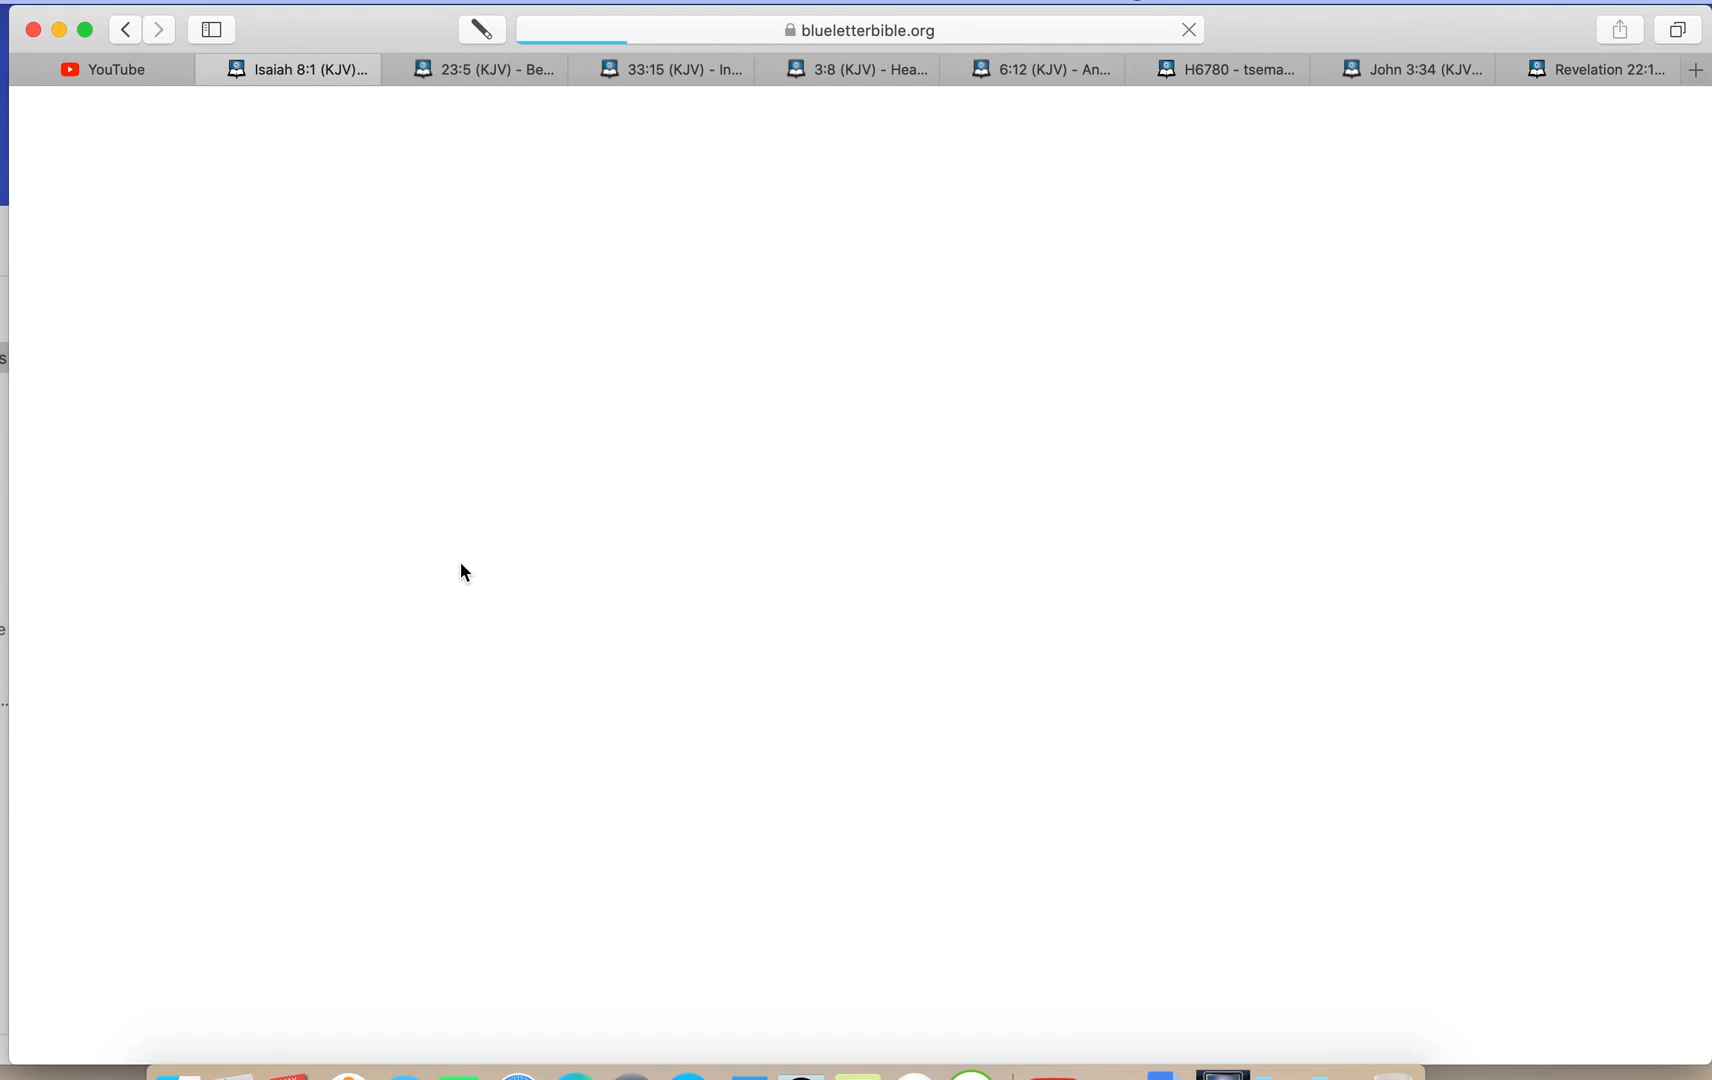 blueletterbible.org
YouTube
Isaiah 8:1 (KJV)...
23:5 (KJV) - Be...
33:15 (KJV) - In...
3:8 (KJV) - Hea...
6:12 (KJV) - An...
H6780 - tsema...
John 3:34 (KJV...
Revelation 22:1...
s
e
...